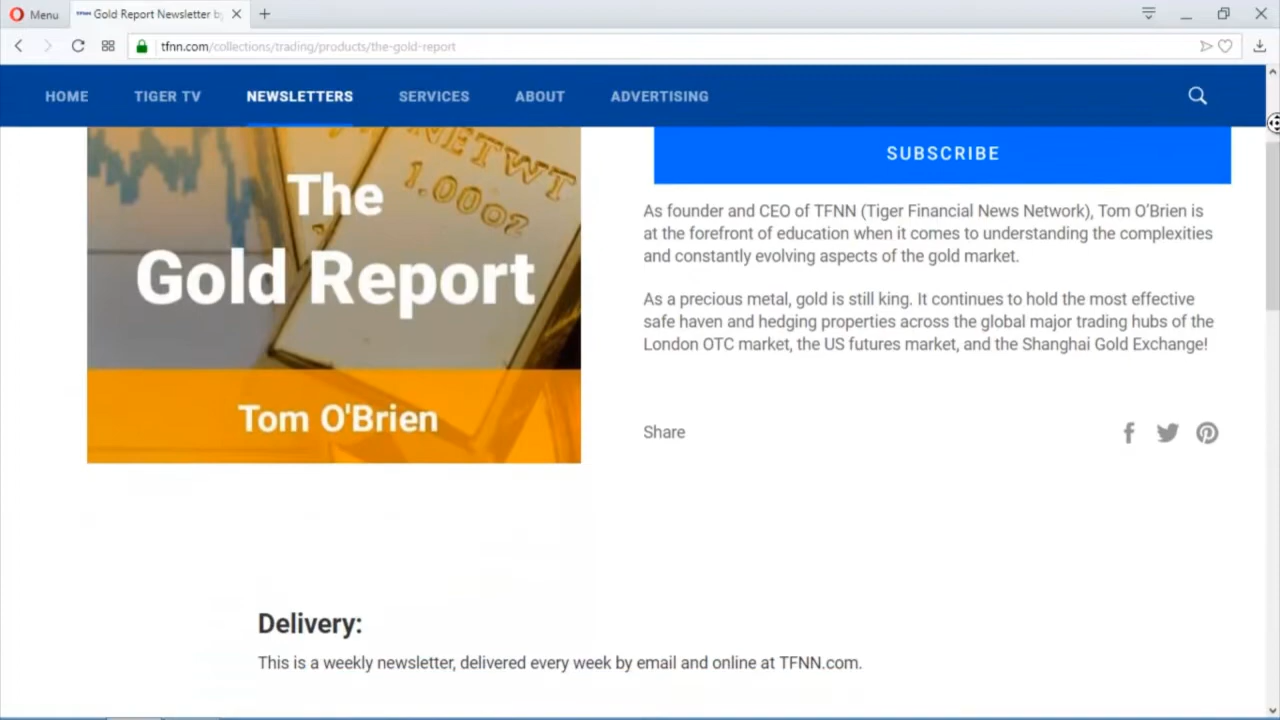 Menu
TFNN Gold Report Newsletter by
tfnn.com/collections/trading/products/the-gold-report
HOME TIGER TV NEWSLETTERS SERVICES ABOUT ADVERTISING
NETWT
1.00oz
The
Gold Report
Tom O'Brien
SUBSCRIBE
As founder and CEO of TFNN (Tiger Financial News Network), Tom O'Brien is
at the forefront of education when it comes to understanding the complexities
and constantly evolving aspects of the gold market.
As a precious metal, gold is still king. It continues to hold the most effective
safe haven and hedging properties across the global major trading hubs of the
London OTC market, the US futures market, and the Shanghai Gold Exchange!
Share
Delivery:
This is a weekly newsletter, delivered every week by email and online at TFNN.com.